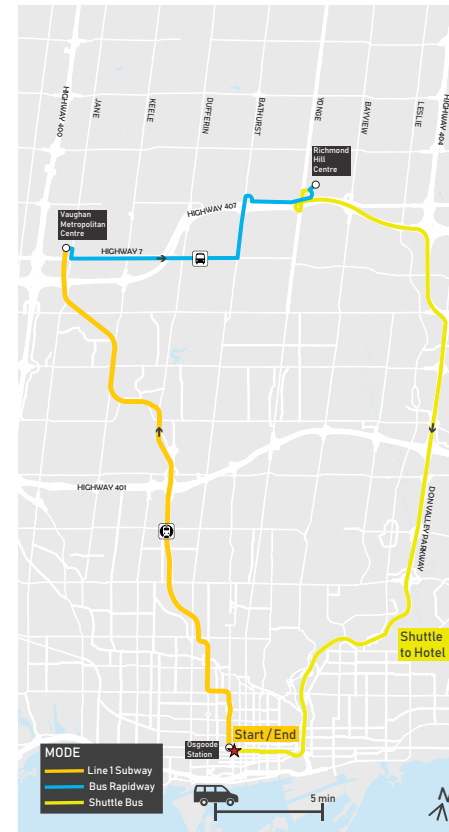 HIGHWAY 400
JANE
KEELE
DUFFERIN
BATHURST
YONGE
BAYVIEW
LESLIE
HIGHWAY 404
Richmond
Hill
Centre
HIGHWAY 407
Vaughan
Metropolitan
Centre
HIGHWAY 7
HIGHWAY 401
DON VALLEY PARKWAY
Shuttle
to Hotel
Start / End
Osgoode
Station
MODE
Line 1 Subway
Bus Rapidway
Shuttle Bus
5 min
N